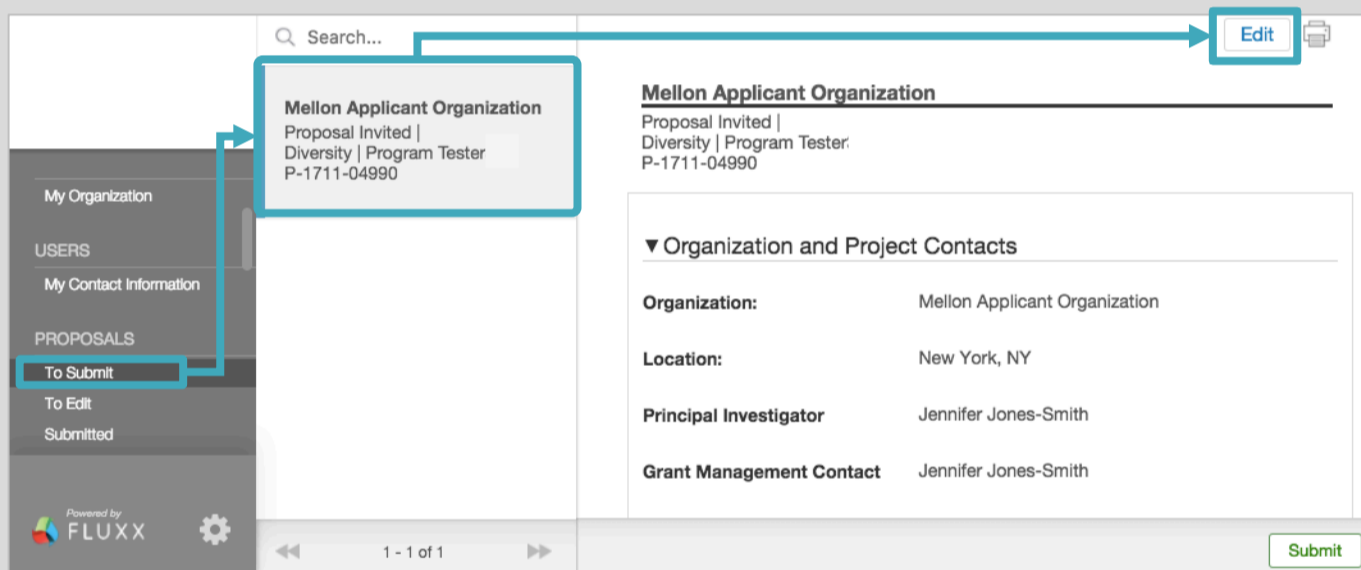 Search...
Edit
Mellon Applicant Organization
Proposal Invited |
Diversity | Program Tester
P-1711-04990
My Organization
USERS
My Contact Information
PROPOSALS
To Submit
To Edit
Submitted
Powered by
FLUXX
1 - 1 of 1
Mellon Applicant Organization
Proposal Invited |
Diversity | Program Tester
P-1711-04990
▼ Organization and Project Contacts
Organization: Mellon Applicant Organization
Location: New York, NY
Principal Investigator Jennifer Jones-Smith
Grant Management Contact Jennifer Jones-Smith
Submit